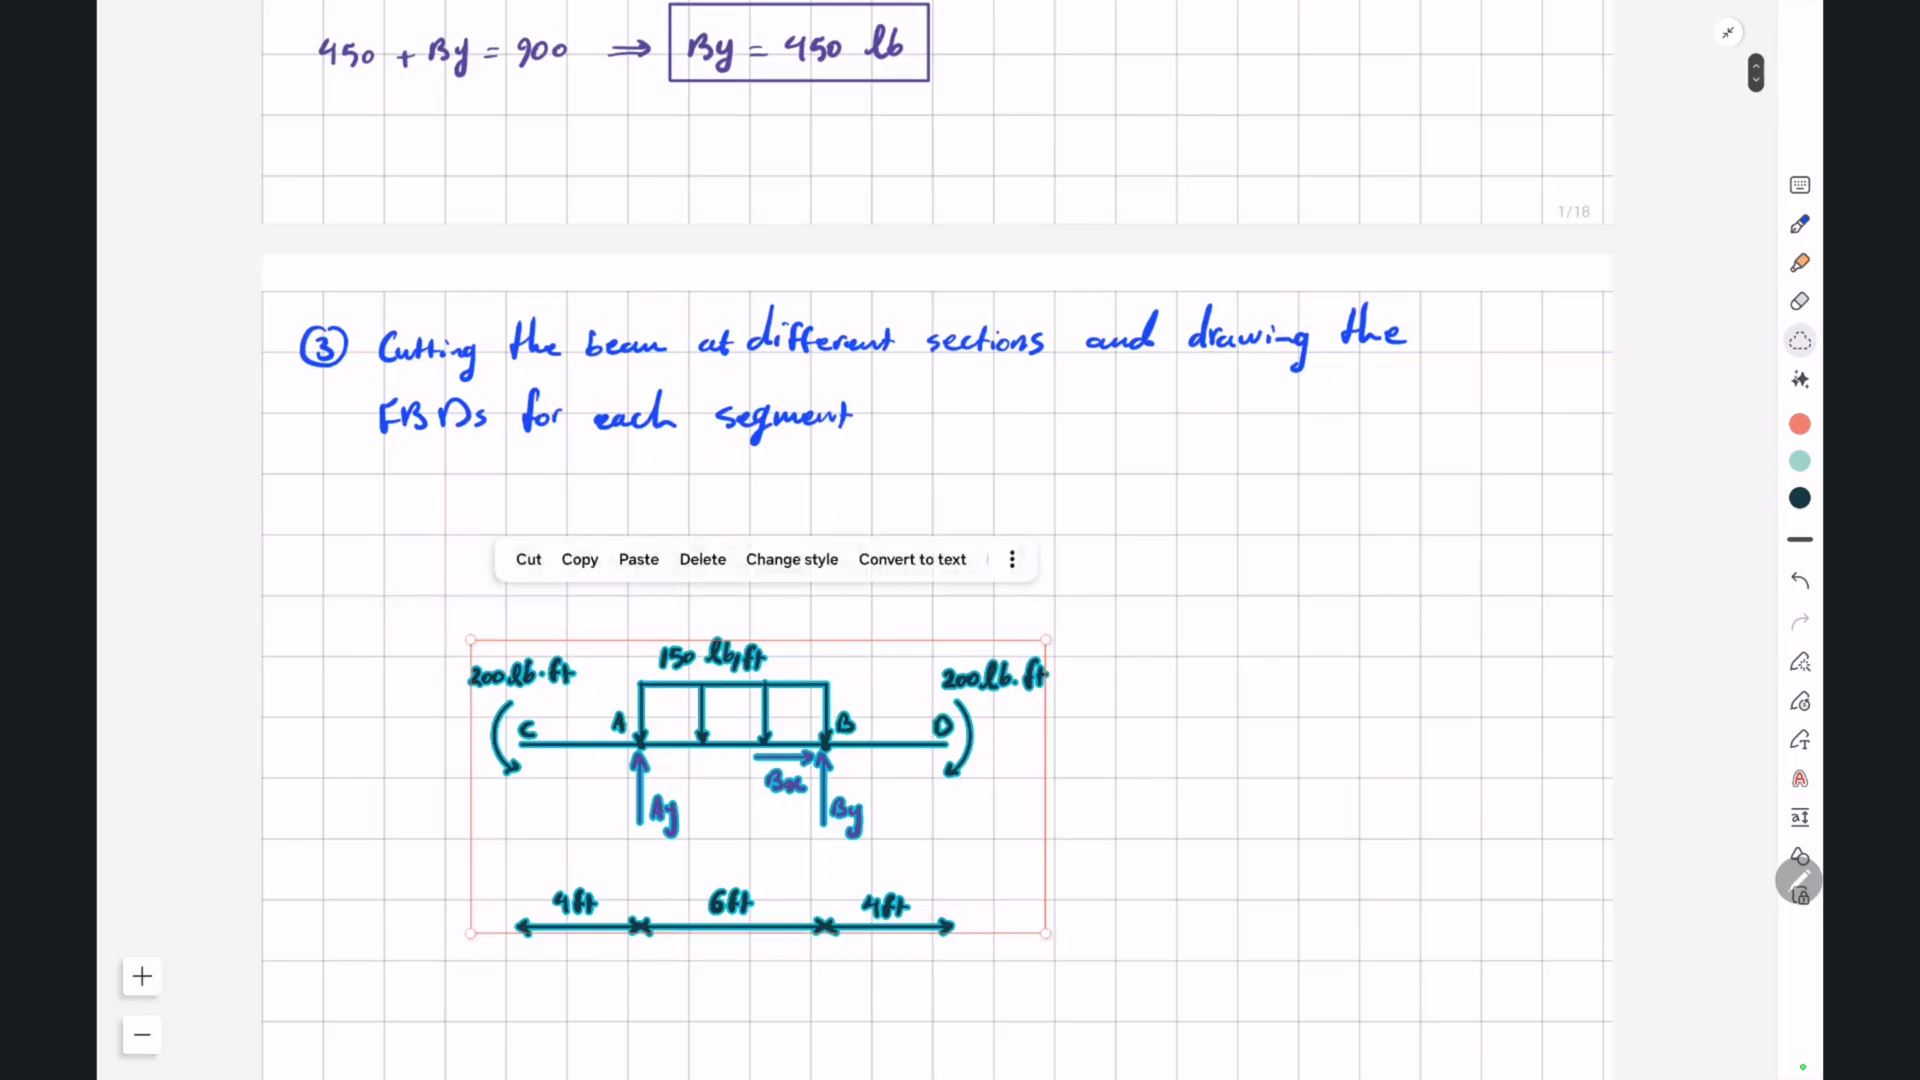 450 + By = 900 ⟹ By = 450 lb
1/18
③ Cutting the beam at different sections and drawing the
FBDs for each segment
Cut Copy Paste Delete Change style Convert to text
150 lb/ft
200 lb.ft 200 lb.ft
C A B D
Bx
Ay By
4ft 6ft 4ft